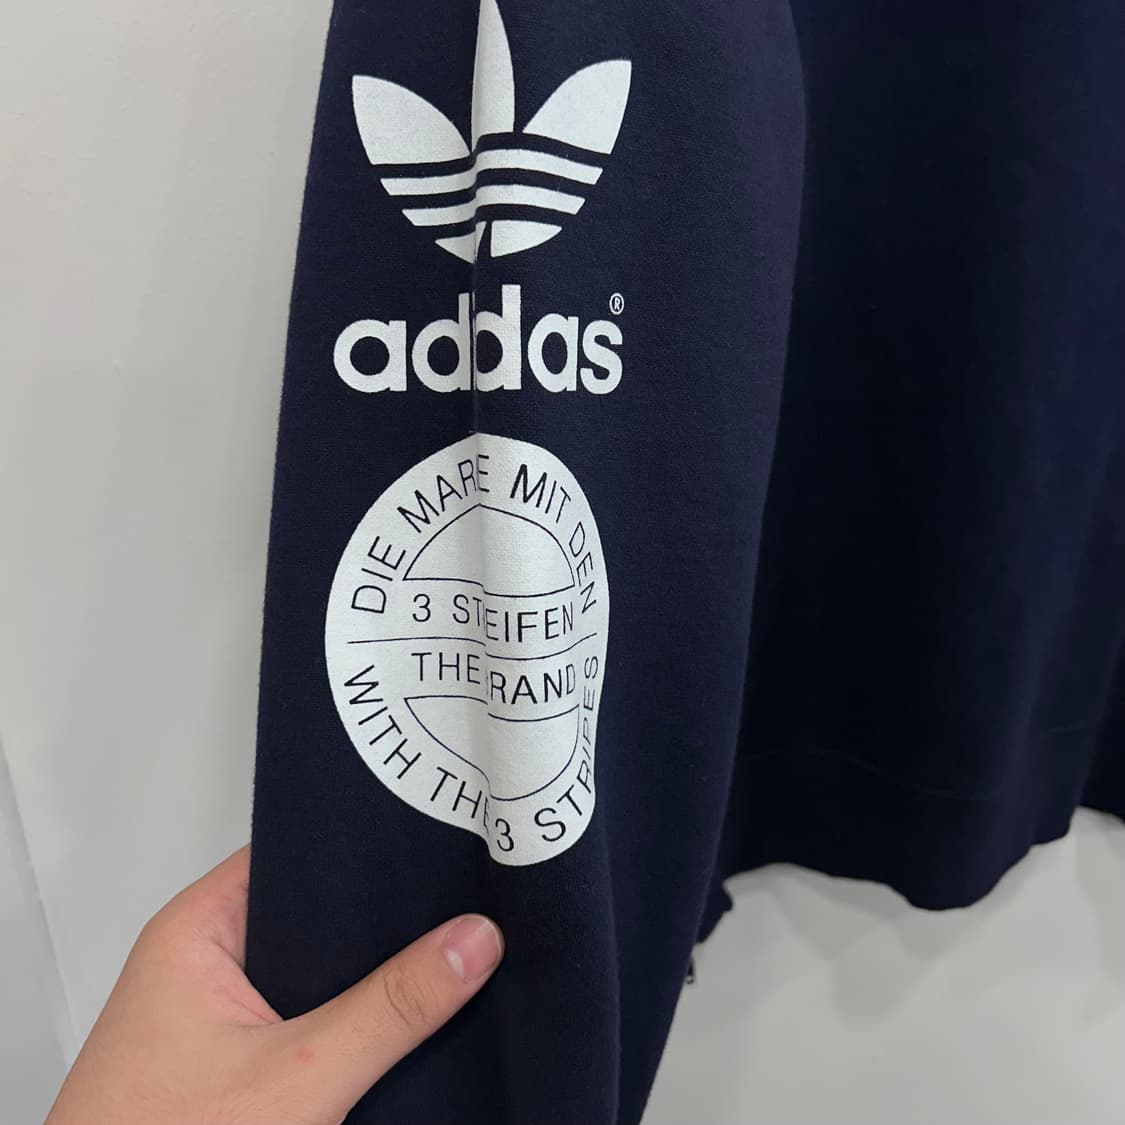 addas®
DIE MARE MIT DEN
3 STEIFEN
THE RAND
WITH THE 3 STRIPES